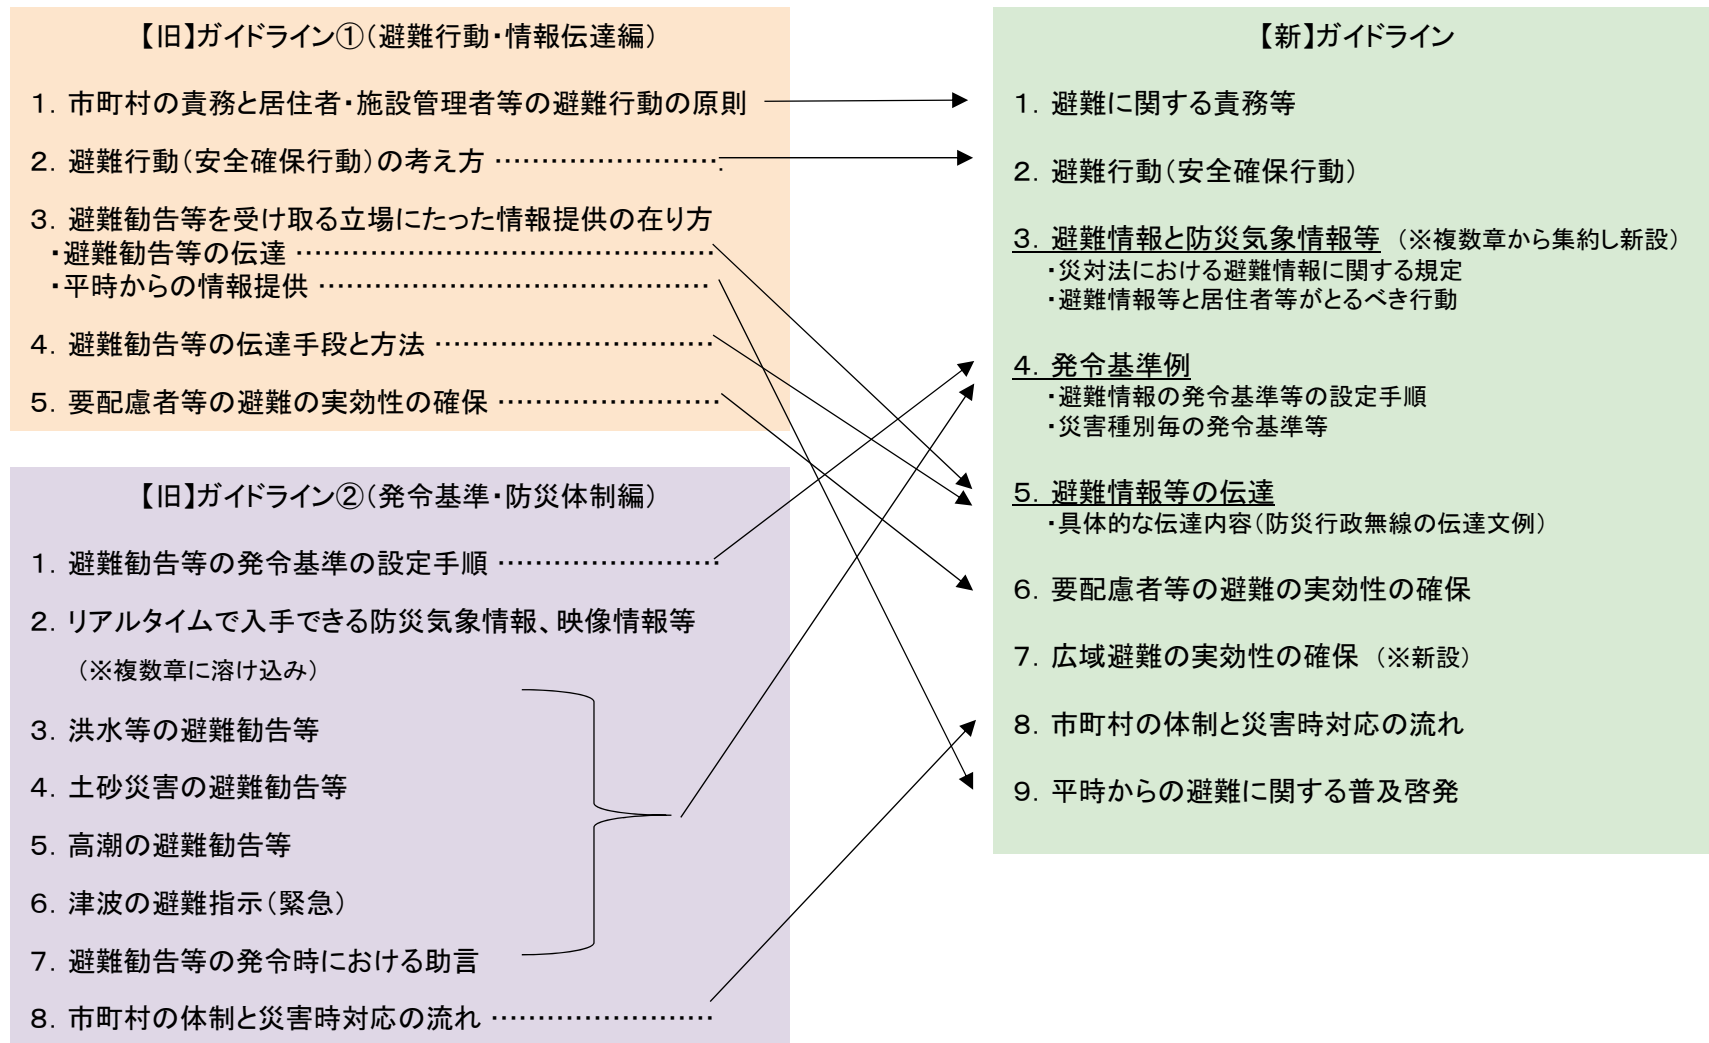 【旧】ガイドライン①（避難行動・情報伝達編）
１．市町村の責務と居住者・施設管理者等の避難行動の原則
２．避難行動（安全確保行動）の考え方 ‥‥‥‥‥‥‥‥‥‥.
３．避難勧告等を受け取る立場にたった情報提供の在り方
・避難勧告等の伝達 ‥‥‥‥‥‥‥‥‥‥‥‥‥‥‥‥‥‥
・平時からの情報提供 ‥‥‥‥‥‥‥‥‥‥‥‥‥‥‥‥‥
４．避難勧告等の伝達手段と方法 ‥‥‥‥‥‥‥‥‥‥‥‥
５．要配慮者等の避難の実効性の確保 ‥‥‥‥‥‥‥‥‥‥
【旧】ガイドライン②（発令基準・防災体制編）
１．避難勧告等の発令基準の設定手順 ‥‥‥‥‥‥‥‥‥‥
２．リアルタイムで入手できる防災気象情報、映像情報等
（※複数章に溶け込み）
３．洪水等の避難勧告等
４．土砂災害の避難勧告等
５．高潮の避難勧告等
６．津波の避難指示（緊急）
７．避難勧告等の発令時における助言
８．市町村の体制と災害時対応の流れ ‥‥‥‥‥‥‥‥‥‥
【新】ガイドライン
１．避難に関する責務等
２．避難行動（安全確保行動）
３．避難情報と防災気象情報等 （※複数章から集約し新設）
・災対法における避難情報に関する規定
・避難情報等と居住者等がとるべき行動
４．発令基準例
・避難情報の発令基準等の設定手順
・災害種別毎の発令基準等
５．避難情報等の伝達
・具体的な伝達内容（防災行政無線の伝達文例）
６．要配慮者等の避難の実効性の確保
７．広域避難の実効性の確保 （※新設）
８．市町村の体制と災害時対応の流れ
９．平時からの避難に関する普及啓発